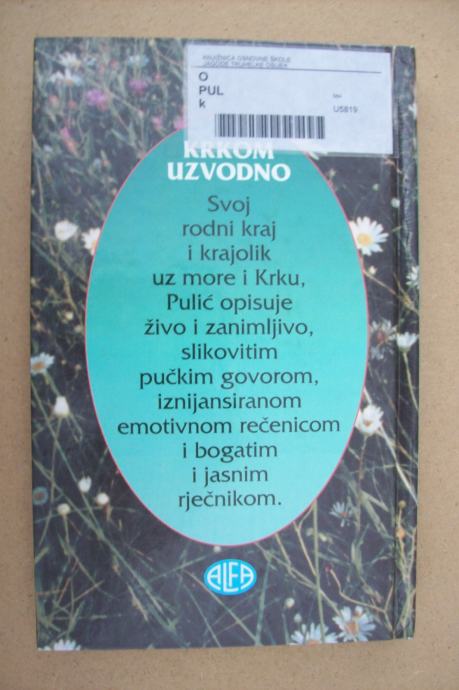 KNJIŽNICA OSNOVNE ŠKOLE
JAGODE TRUHELKE OSIJEK
O
PUL
k
U5819
KRKOM
UZVODNO
Svoj
rodni kraj
i krajolik
uz more i Krku,
Pulić opisuje
živo i zanimljivo,
slikovitim
pučkim govorom,
iznijansiranom
emotivnom rečenicom
i bogatim
i jasnim
rječnikom.
ALFA